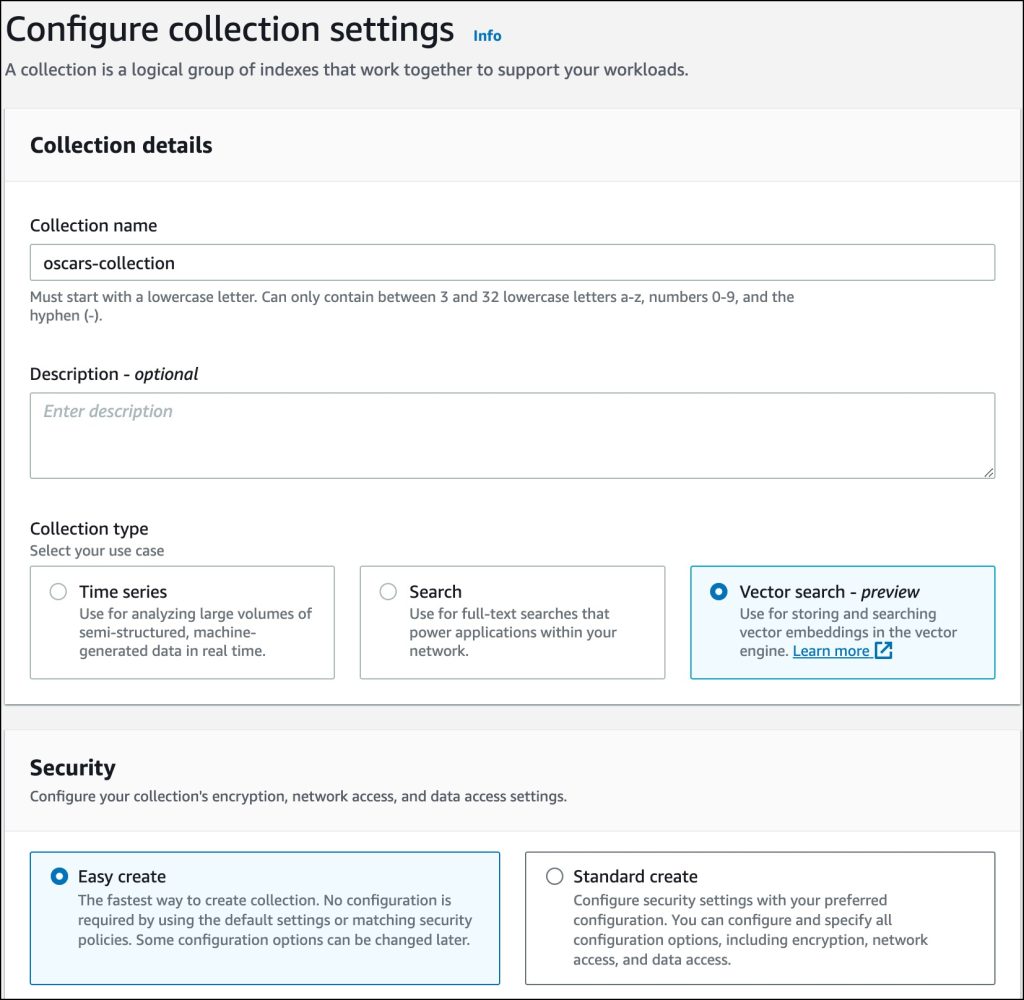 Configure collection settings Info
A collection is a logical group of indexes that work together to support your workloads.
Collection details
Collection name
oscars-collection
Must start with a lowercase letter. Can only contain between 3 and 32 lowercase letters a-z, numbers 0-9, and the
hyphen (-).
Description - optional
Enter description
Collection type
Select your use case
Time series
Use for analyzing large volumes of
semi-structured, machine-
generated data in real time.
Search
Use for full-text searches that
power applications within your
network.
Vector search - preview
Use for storing and searching
vector embeddings in the vector
engine. Learn more
Security
Configure your collection's encryption, network access, and data access settings.
Easy create
The fastest way to create collection. No configuration is
required by using the default settings or matching security
policies. Some configuration options can be changed later.
Standard create
Configure security settings with your preferred
configuration. You can configure and specify all
configuration options, including encryption, network
access, and data access.